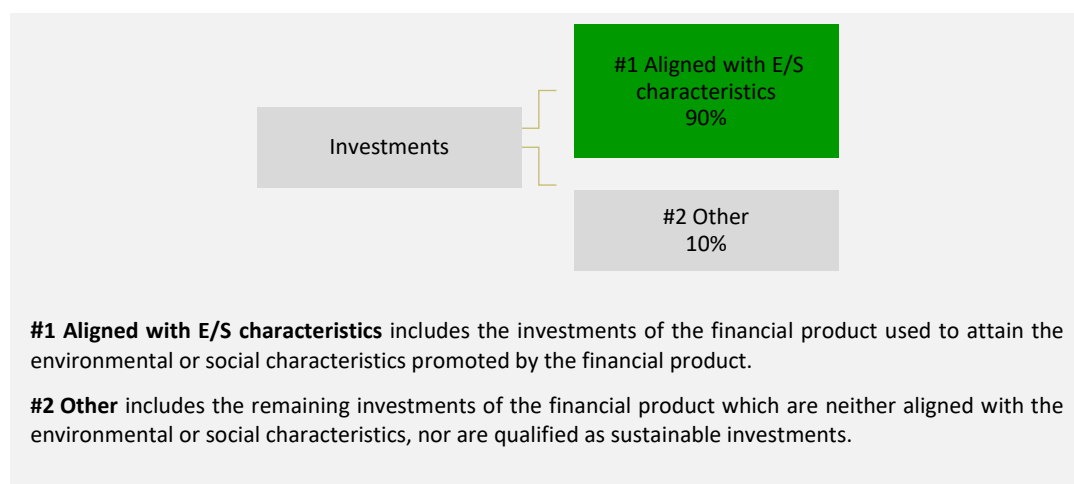 #1 Aligned with E/S
characteristics
90%
Investments
#2 Other
10%
#1 Aligned with E/S characteristics includes the investments of the financial product used to attain the
environmental or social characteristics promoted by the financial product.
#2 Other includes the remaining investments of the financial product which are neither aligned with the
environmental or social characteristics, nor are qualified as sustainable investments.